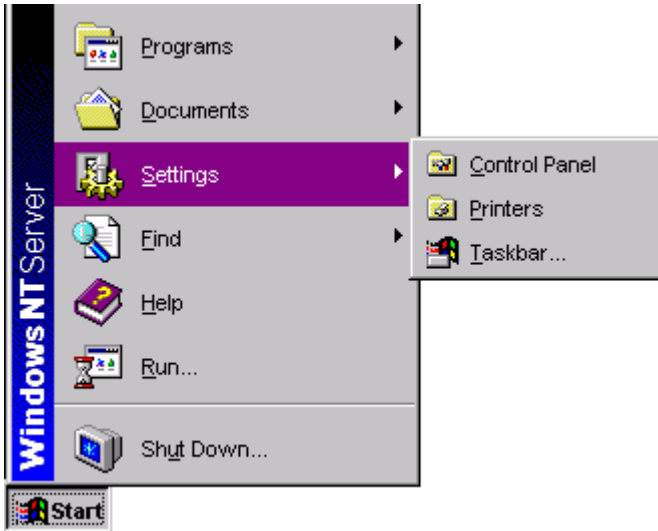 Programs
Documents
Settings
Control Panel
Printers
Taskbar...
Find
Help
Run...
Shut Down...
Windows NT Server
Start